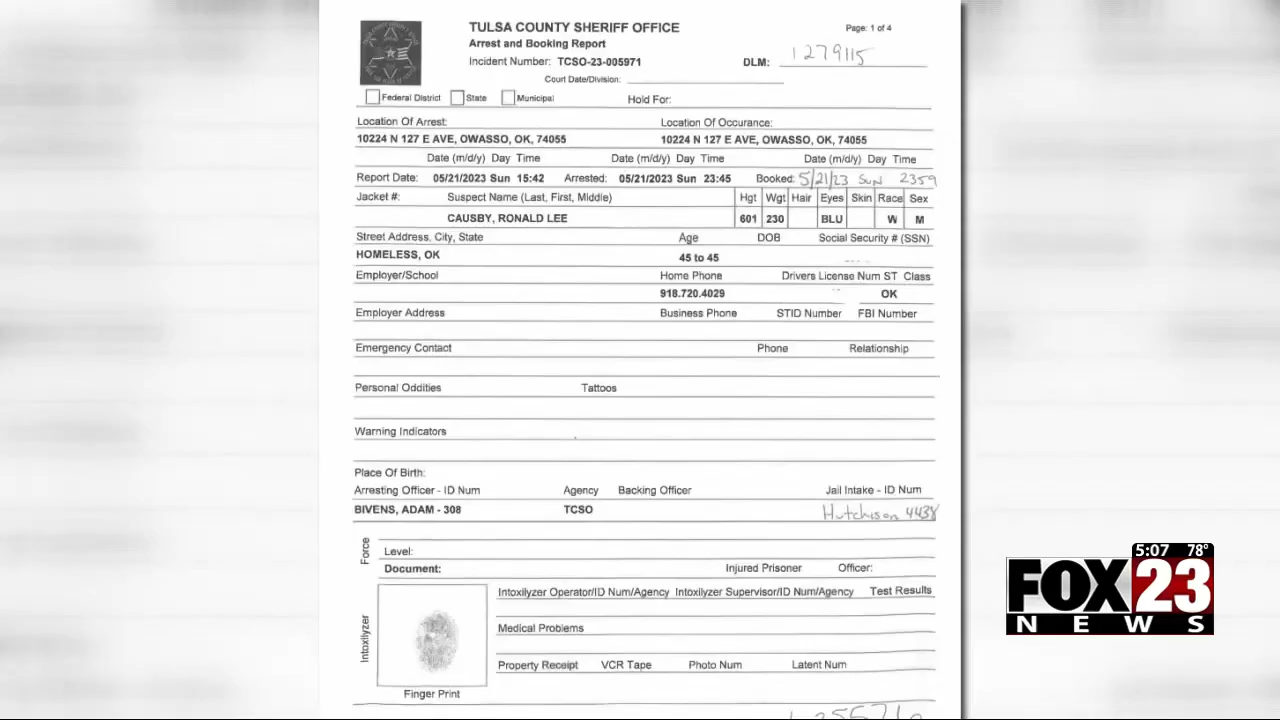 TULSA COUNTY SHERIFF OFFICE
Page: 1 of 4
Arrest and Booking Report
Incident Number: TCSO-23-005971
DLM: 1279115
Court Date/Division:
Federal District State Municipal Hold For:
Location Of Arrest: Location Of Occurance:
10224 N 127 E AVE, OWASSO, OK, 74055 10224 N 127 E AVE, OWASSO, OK, 74055
Date (m/d/y) Day Time Date (m/d/y) Day Time Date (m/d/y) Day Time
Report Date: 05/21/2023 Sun 15:42 Arrested: 05/21/2023 Sun 23:45 Booked: 5/21/23 Sun 2359
Jacket #: Suspect Name (Last, First, Middle) Hgt Wgt Hair Eyes Skin Race Sex
CAUSBY, RONALD LEE 601 230 BLU W M
Street Address, City, State Age DOB Social Security # (SSN)
HOMELESS, OK 45 to 45
Employer/School Home Phone Drivers License Num ST Class
918.720.4029 OK
Employer Address Business Phone STID Number FBI Number
Emergency Contact Phone Relationship
Personal Oddities Tattoos
Warning Indicators
Place Of Birth:
Arresting Officer - ID Num Agency Backing Officer Jail Intake - ID Num
BIVENS, ADAM - 308 TCSO Hutchison 4438
Force
Level:
Document: Injured Prisoner Officer:
Intoxilyzer
Intoxilyzer Operator/ID Num/Agency Intoxilyzer Supervisor/ID Num/Agency Test Results
Medical Problems
Property Receipt VCR Tape Photo Num Latent Num
Finger Print
5:07 78°
FOX 23
NEWS